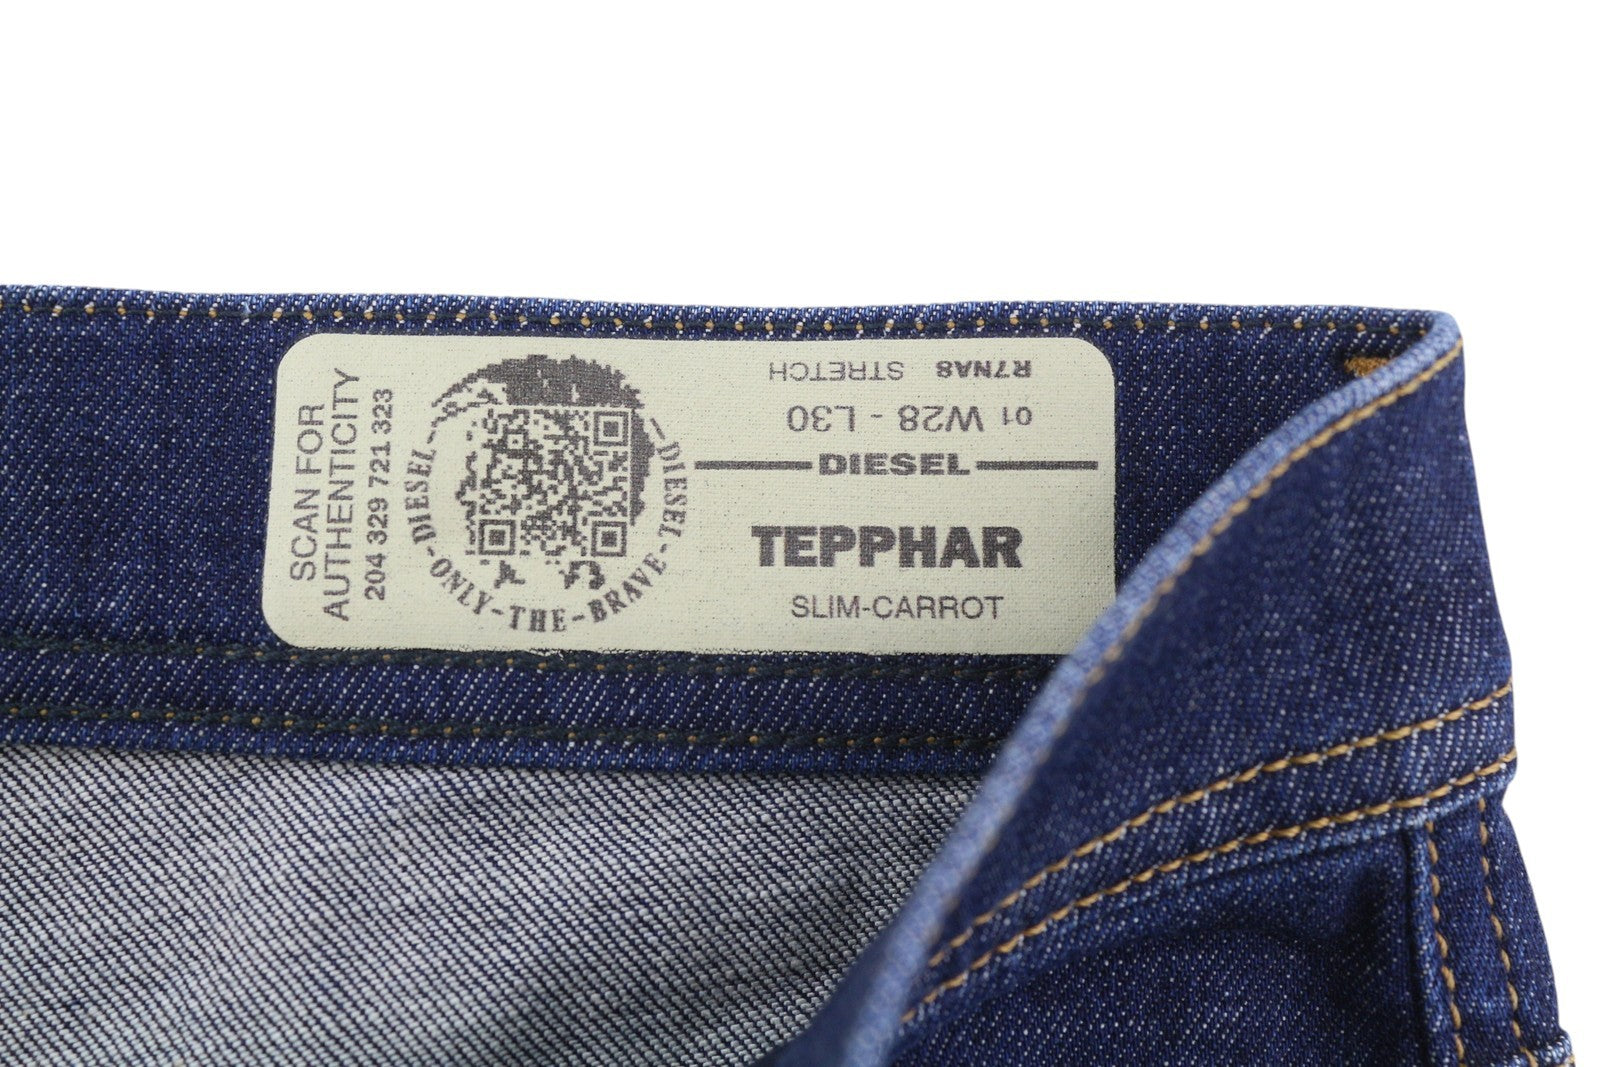 SCAN FOR
AUTHENTICITY
204 329 721 323
DIESEL-ONLY-THE-BRAVE-DIESEL
R7NA8 STRETCH
01 W28 - L30
DIESEL
TEPPHAR
SLIM-CARROT